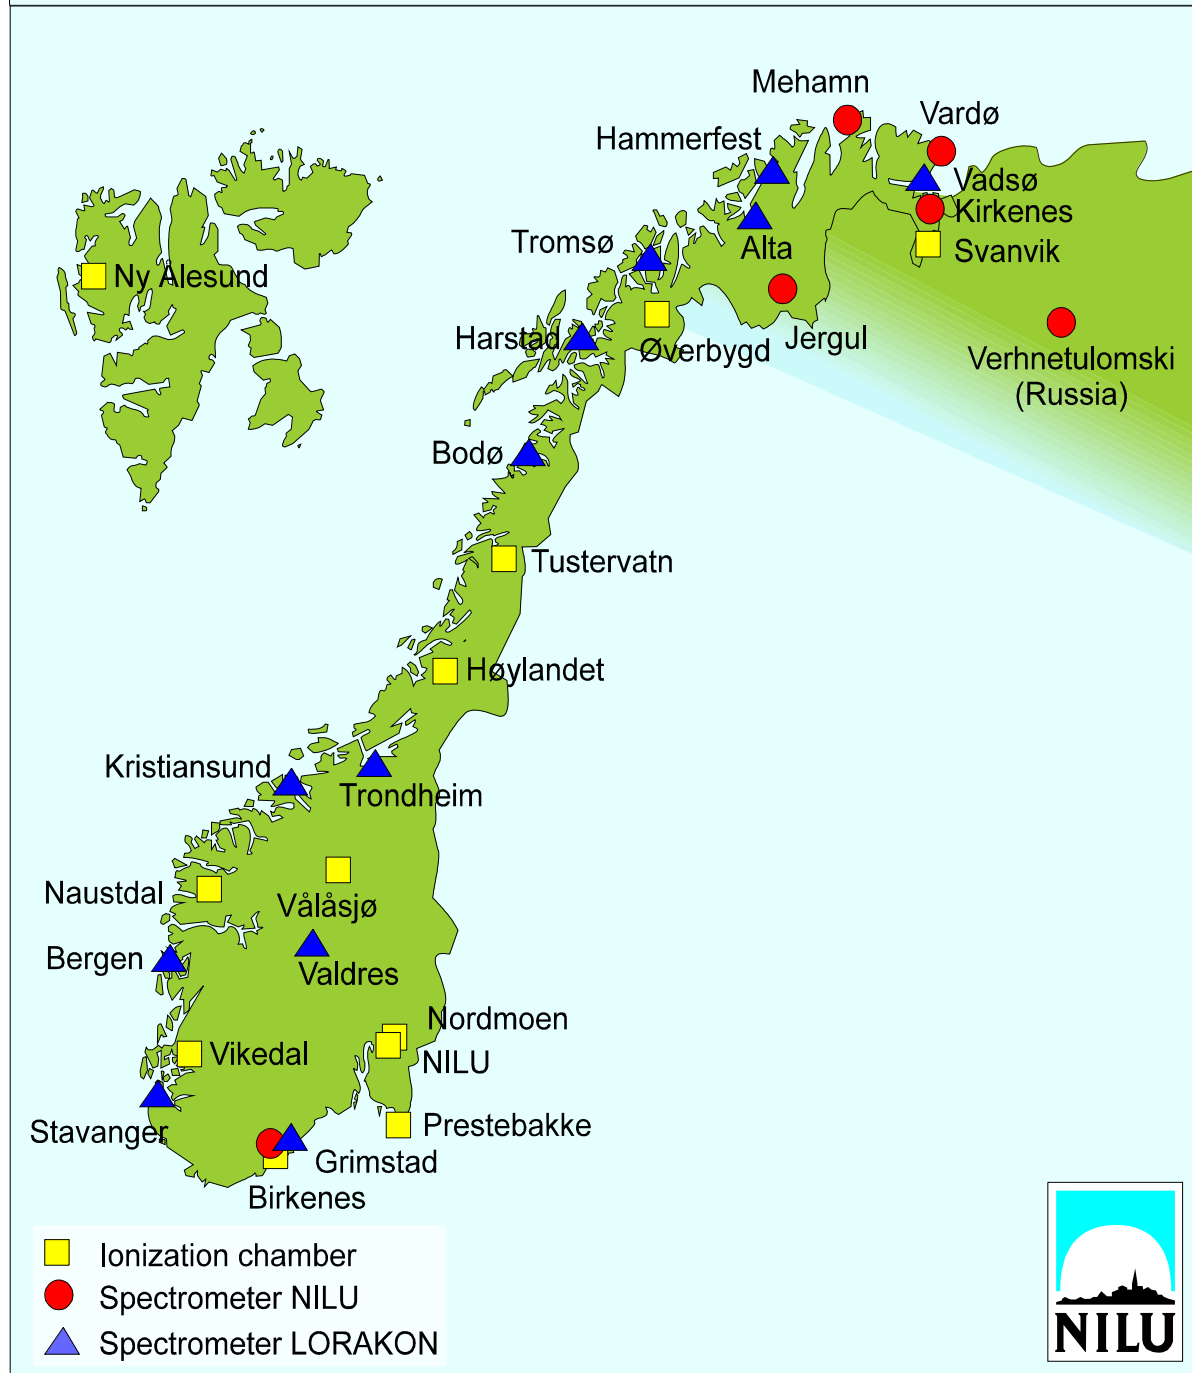 Mehamn
Vardø
Hammerfest
Vadsø
Kirkenes
Tromsø
Alta
Svanvik
Ny Ålesund
Harstad
Øverbygd
Jergul
Verhnetulomski
(Russia)
Bodø
Tustervatn
Høylandet
Kristiansund
Trondheim
Naustdal
Vålåsjø
Bergen
Valdres
Nordmoen
Vikedal
NILU
Stavanger
Prestebakke
Grimstad
Birkenes
Ionization chamber
Spectrometer NILU
Spectrometer LORAKON
NILU